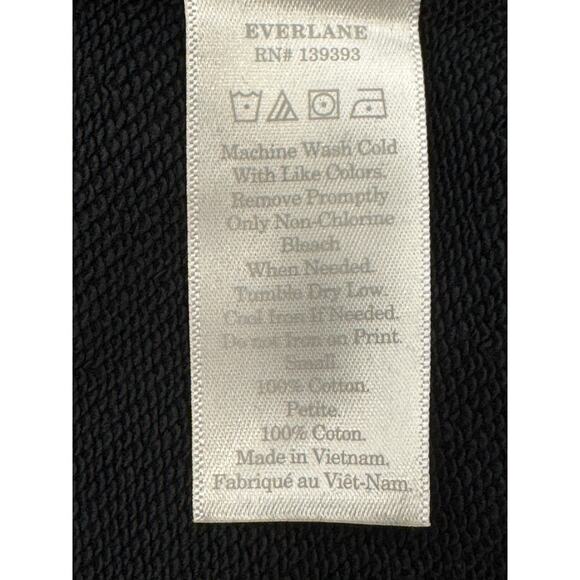 EVERLANE
RN# 139393
Machine Wash Cold
With Like Colors.
Remove Promptly
Only Non-Chlorine
Bleach
When Needed.
Tumble Dry Low.
Cool Iron If Needed.
Do not Iron on Print.
Small.
100% Cotton.
Petite.
100% Coton.
Made in Vietnam.
Fabriqué au Viêt-Nam.